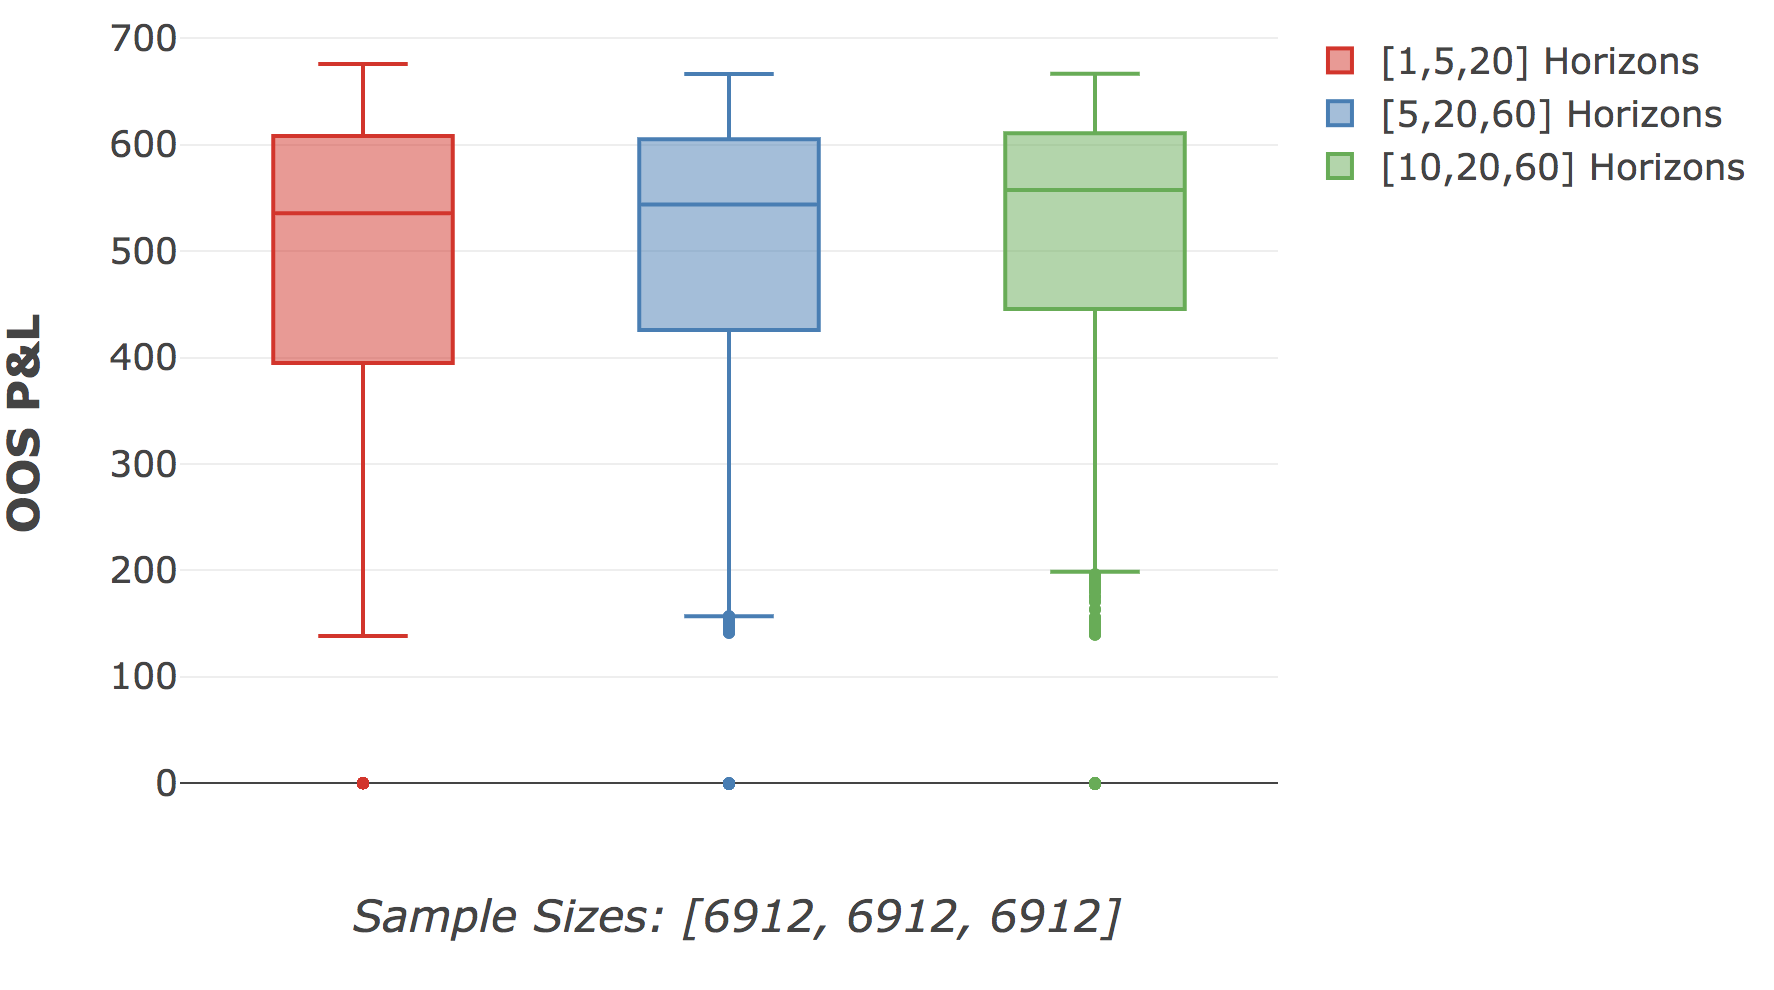 OOS P&L
700
600
500
400
300
200
100
0
[1,5,20] Horizons
[5,20,60] Horizons
[10,20,60] Horizons
Sample Sizes: [6912, 6912, 6912]